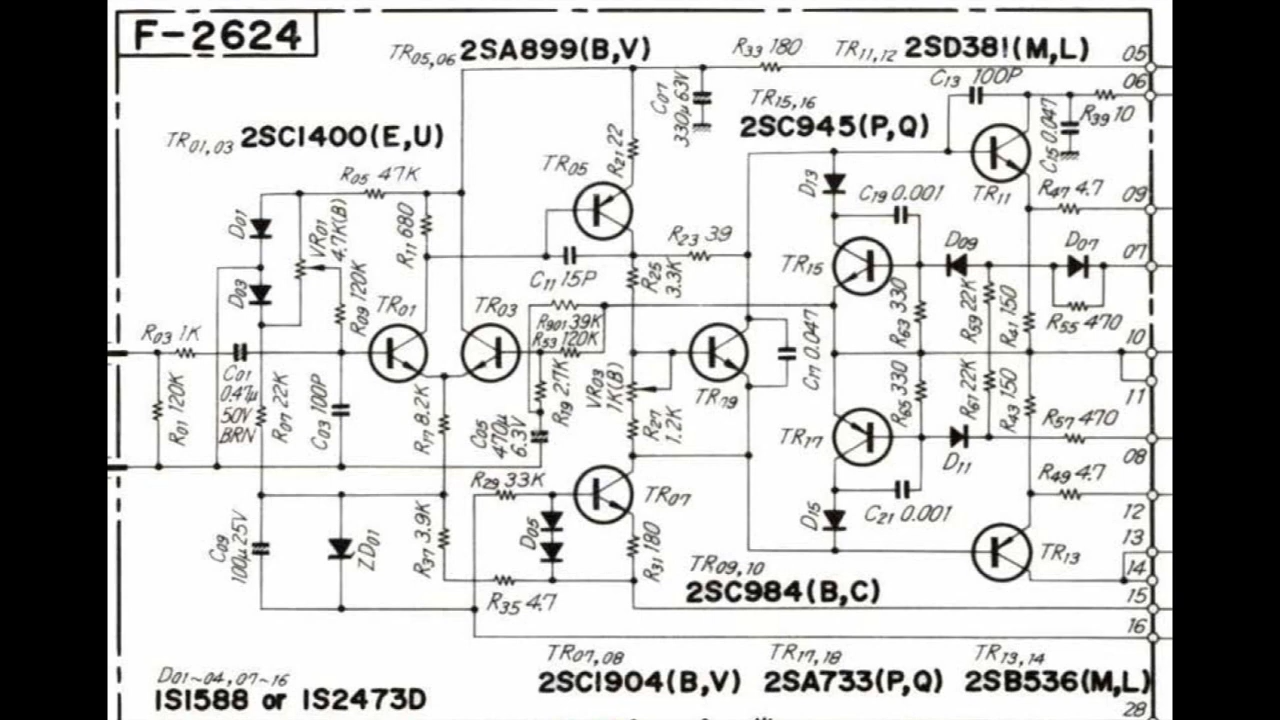 F-2624
TR05,06 2SA899(B,V)
R33 180
TR11,12 2SD381(M,L)
05
C13 100P
06
C07 330μ 63V
TR15,16
2SC945(P,Q)
R39 10
C15 0.047
TR01,03 2SC1400(E,U)
R21 22
TR05
R05 47K
D13
C19 0.001
TR11
R47 4.7
09
D01
VR01 4.7K(B)
R11 680
R23 39
D09
D07
07
TR15
D03
R09 120K
C11 15P
R25 3.3K
TR01
TR03
R901 39K
R53 120K
R63 330
R59 22K
R41 150
R55 470
R03 1K
10
C17 0.047
C01
0.47μ
50V
BRN
R01 120K
R07 22K
C03 100P
R17 8.2K
C05 470μ 6.3V
R19 2.7K
VR03 1K(B)
R27 1.2K
TR09
R65 330
R61 22K
R43 150
11
R57 470
TR17
D11
08
R29 33K
TR07
R49 4.7
C21 0.001
D15
12
C09 100μ 25V
ZD01
R37 3.9K
D05
R31 180
13
TR13
TR09,10
2SC984(B,C)
14
R35 4.7
15
16
TR07,08
TR17,18
TR13,14
D01~04,07~16
2SC1904(B,V)
2SA733(P,Q)
2SB536(M,L)
1S1588 or 1S2473D
28